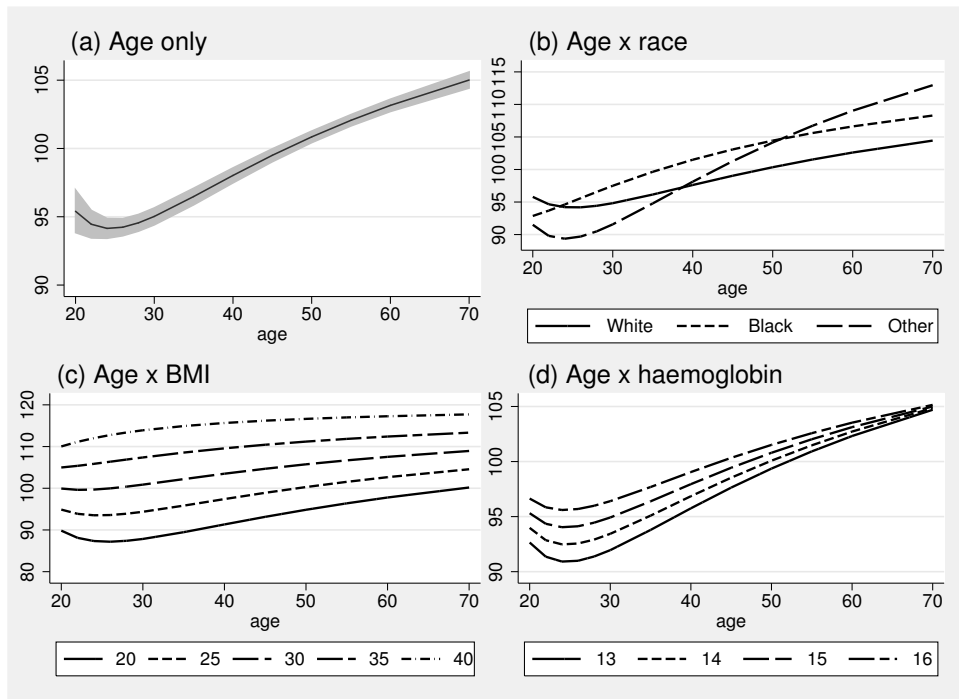 (a) Age only
105
100
95
90
20 30 40 50 60 70
age
(b) Age x race
115
110
105
100
95
90
20 30 40 50 60 70
age
White Black Other
(c) Age x BMI
120
110
100
90
80
20 30 40 50 60 70
age
20 25 30 35 40
(d) Age x haemoglobin
105
100
95
90
20 30 40 50 60 70
age
13 14 15 16